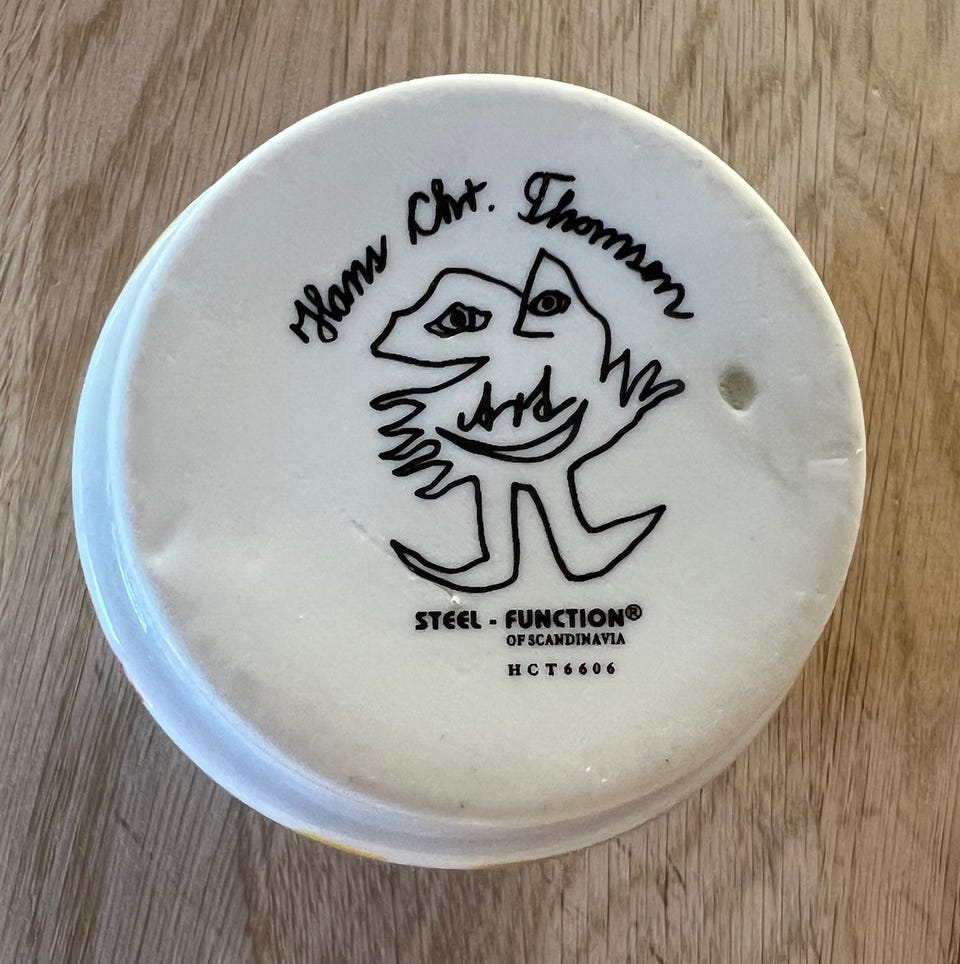 Hans Chr. Thomsen
Art
STEEL - FUNCTION®
OF SCANDINAVIA
HCT6606